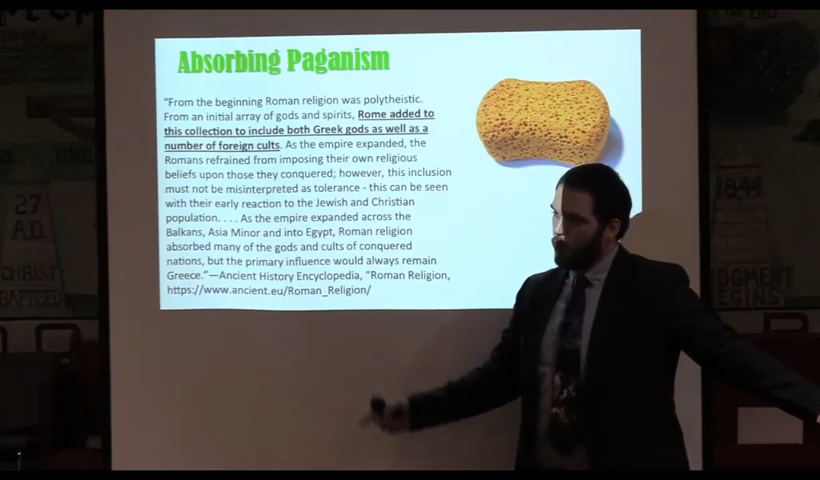 Absorbing Paganism
"From the beginning Roman religion was polytheistic.
From an initial array of gods and spirits, Rome added to
this collection to include both Greek gods as well as a
number of foreign cults. As the empire expanded, the
Romans refrained from imposing their own religious
beliefs upon those they conquered; however, this inclusion
must not be misinterpreted as tolerance - this can be seen
with their early reaction to the Jewish and Christian
population. . . . As the empire expanded across the
Balkans, Asia Minor and into Egypt, Roman religion
absorbed many of the gods and cults of conquered
nations, but the primary influence would always remain
Greece."—Ancient History Encyclopedia, "Roman Religion,
https://www.ancient.eu/Roman_Religion/
27
A.D.
CHRIST
BAPTISED
1844
JUDGMENT
BEGINS